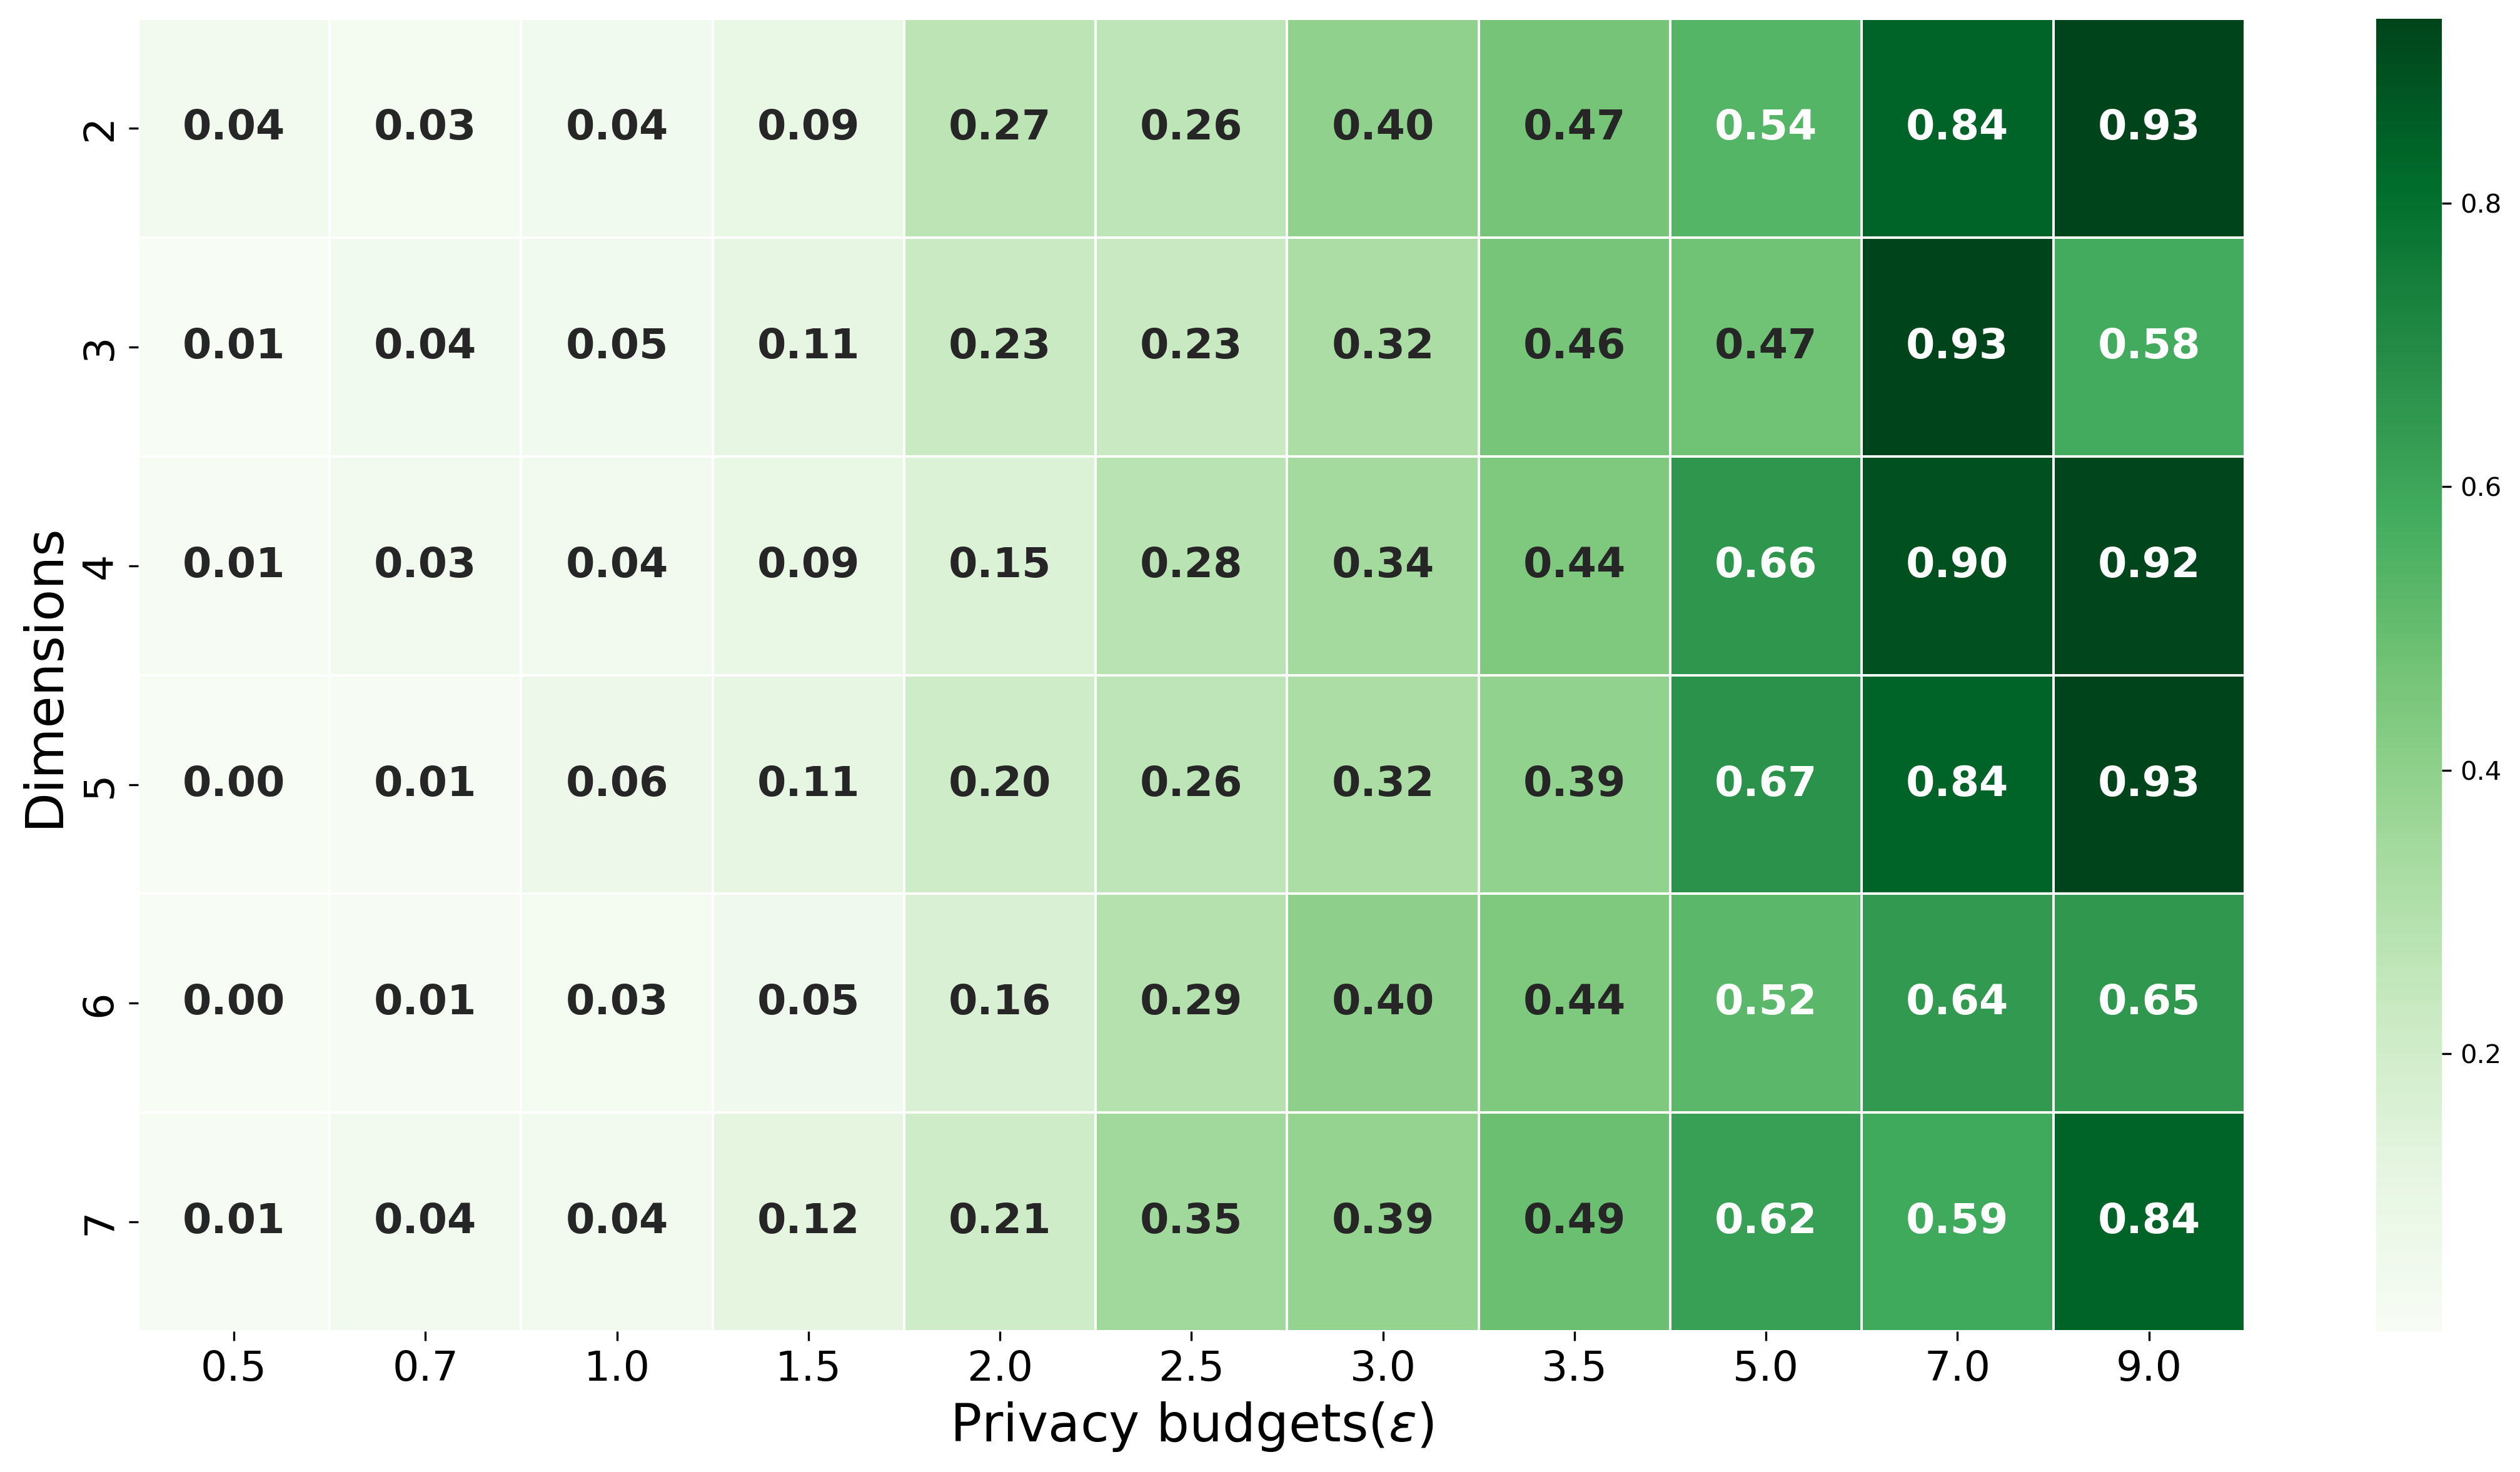 2 0.04 0.03 0.04 0.09 0.27 0.26 0.40 0.47 0.54 0.84 0.93
3 0.01 0.04 0.05 0.11 0.23 0.23 0.32 0.46 0.47 0.93 0.58
4 0.01 0.03 0.04 0.09 0.15 0.28 0.34 0.44 0.66 0.90 0.92
5 0.00 0.01 0.06 0.11 0.20 0.26 0.32 0.39 0.67 0.84 0.93
6 0.00 0.01 0.03 0.05 0.16 0.29 0.40 0.44 0.52 0.64 0.65
7 0.01 0.04 0.04 0.12 0.21 0.35 0.39 0.49 0.62 0.59 0.84
0.5 0.7 1.0 1.5 2.0 2.5 3.0 3.5 5.0 7.0 9.0
Privacy budgets(ε)
Dimensions
0.8
0.6
0.4
0.2